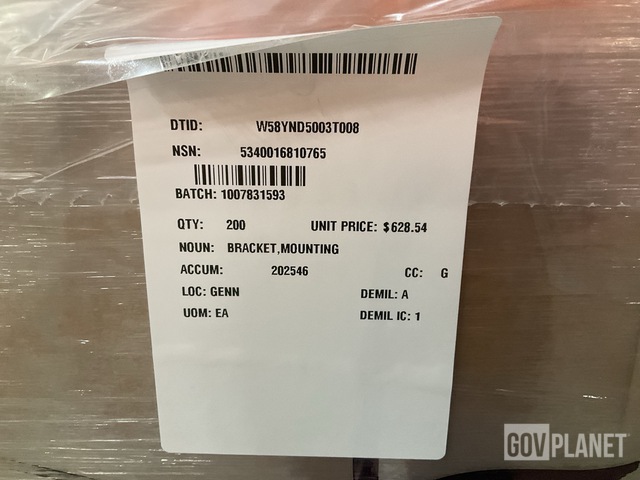 DTID: W58YND5003T008
NSN: 5340016810765
BATCH: 1007831593
QTY: 200 UNIT PRICE: $628.54
NOUN: BRACKET,MOUNTING
ACCUM: 202546 CC: G
LOC: GENN DEMIL: A
UOM: EA DEMIL IC: 1
GOVPLANET